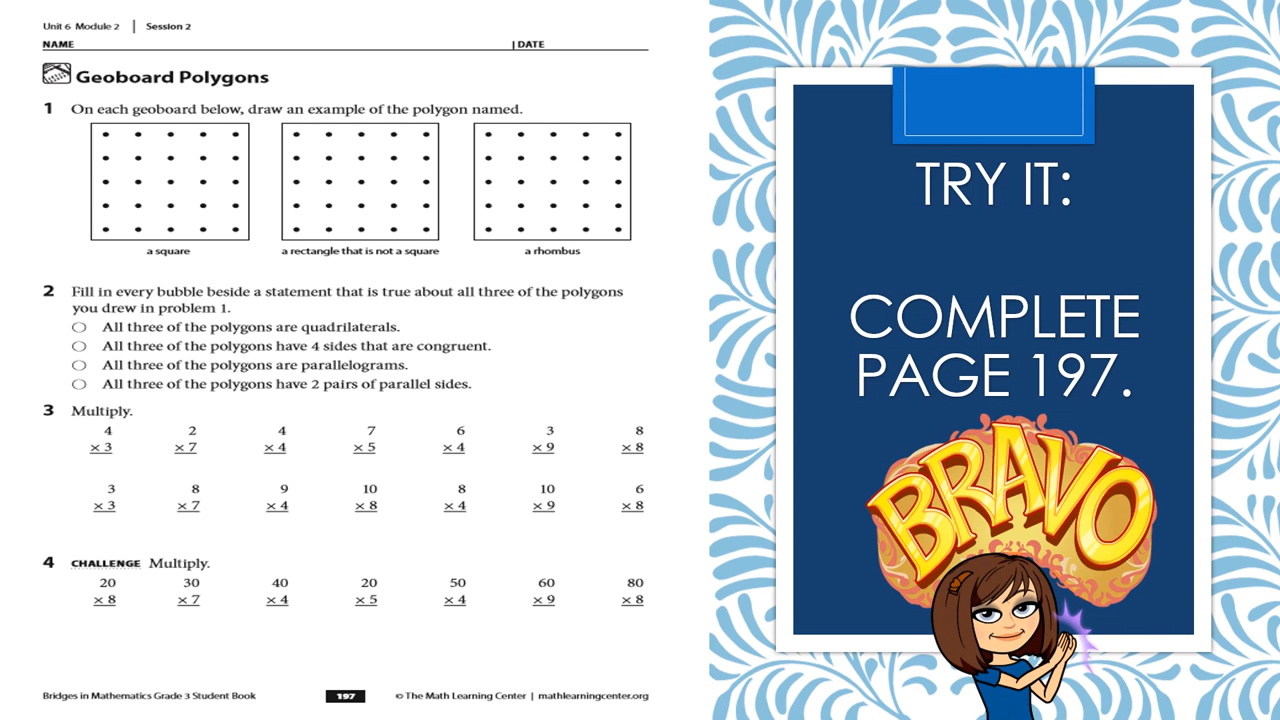 Unit 6 Module 2 | Session 2
NAME | DATE
Geoboard Polygons
1 On each geoboard below, draw an example of the polygon named.
a square a rectangle that is not a square a rhombus
2 Fill in every bubble beside a statement that is true about all three of the polygons
you drew in problem 1.
All three of the polygons are quadrilaterals.
All three of the polygons have 4 sides that are congruent.
All three of the polygons are parallelograms.
All three of the polygons have 2 pairs of parallel sides.
3 Multiply.
4 2 4 7 6 3 8
× 3 × 7 × 4 × 5 × 4 × 9 × 8
3 8 9 10 8 10 6
× 3 × 7 × 4 × 8 × 4 × 9 × 8
4 CHALLENGE Multiply.
20 30 40 20 50 60 80
× 8 × 7 × 4 × 5 × 4 × 9 × 8
Bridges in Mathematics Grade 3 Student Book 197 © The Math Learning Center | mathlearningcenter.org
TRY IT:
COMPLETE
PAGE 197.
BRAVO